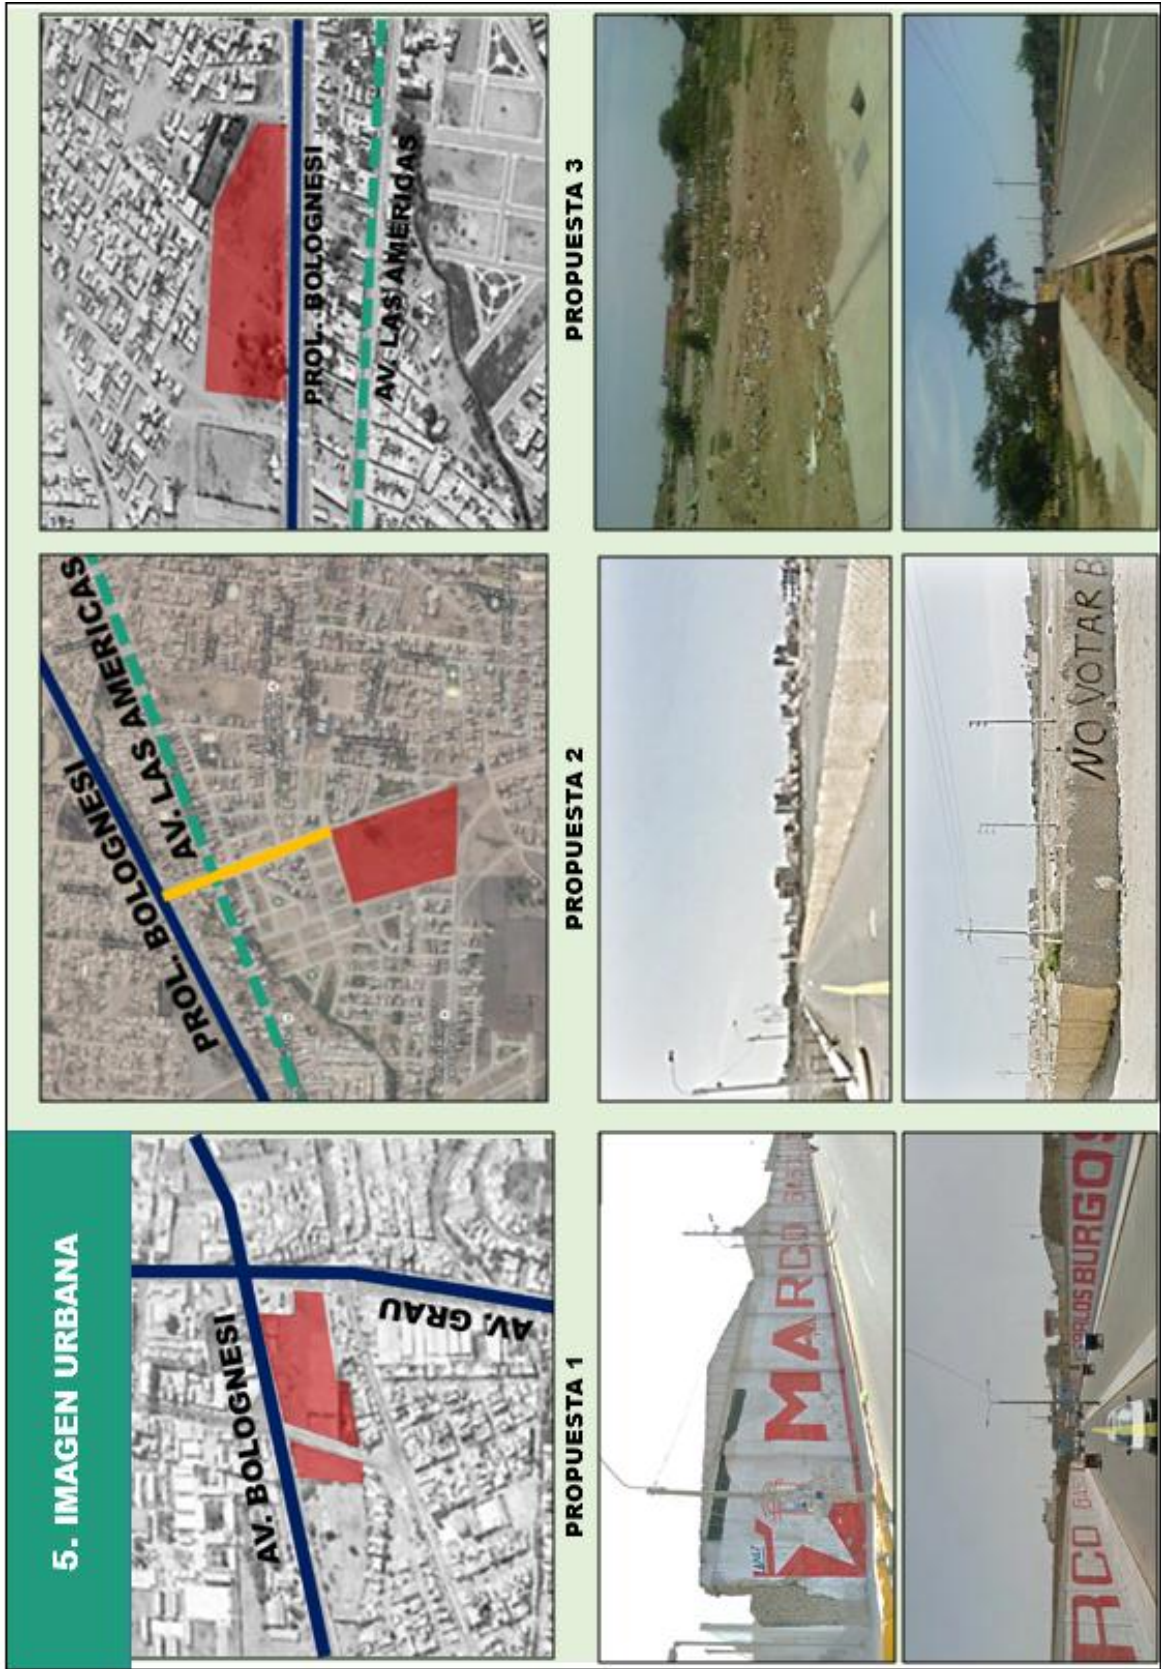 5. IMAGEN URBANA
AV. BOLOGNESI
AV. GRAU
PROL. BOLOGNESI
AV. LAS AMERICAS
PROL. BOLOGNESI
AV. LAS AMERICAS
PROPUESTA 1
PROPUESTA 2
PROPUESTA 3
MARCO
NO VOTAR B
RCO
BURGOS